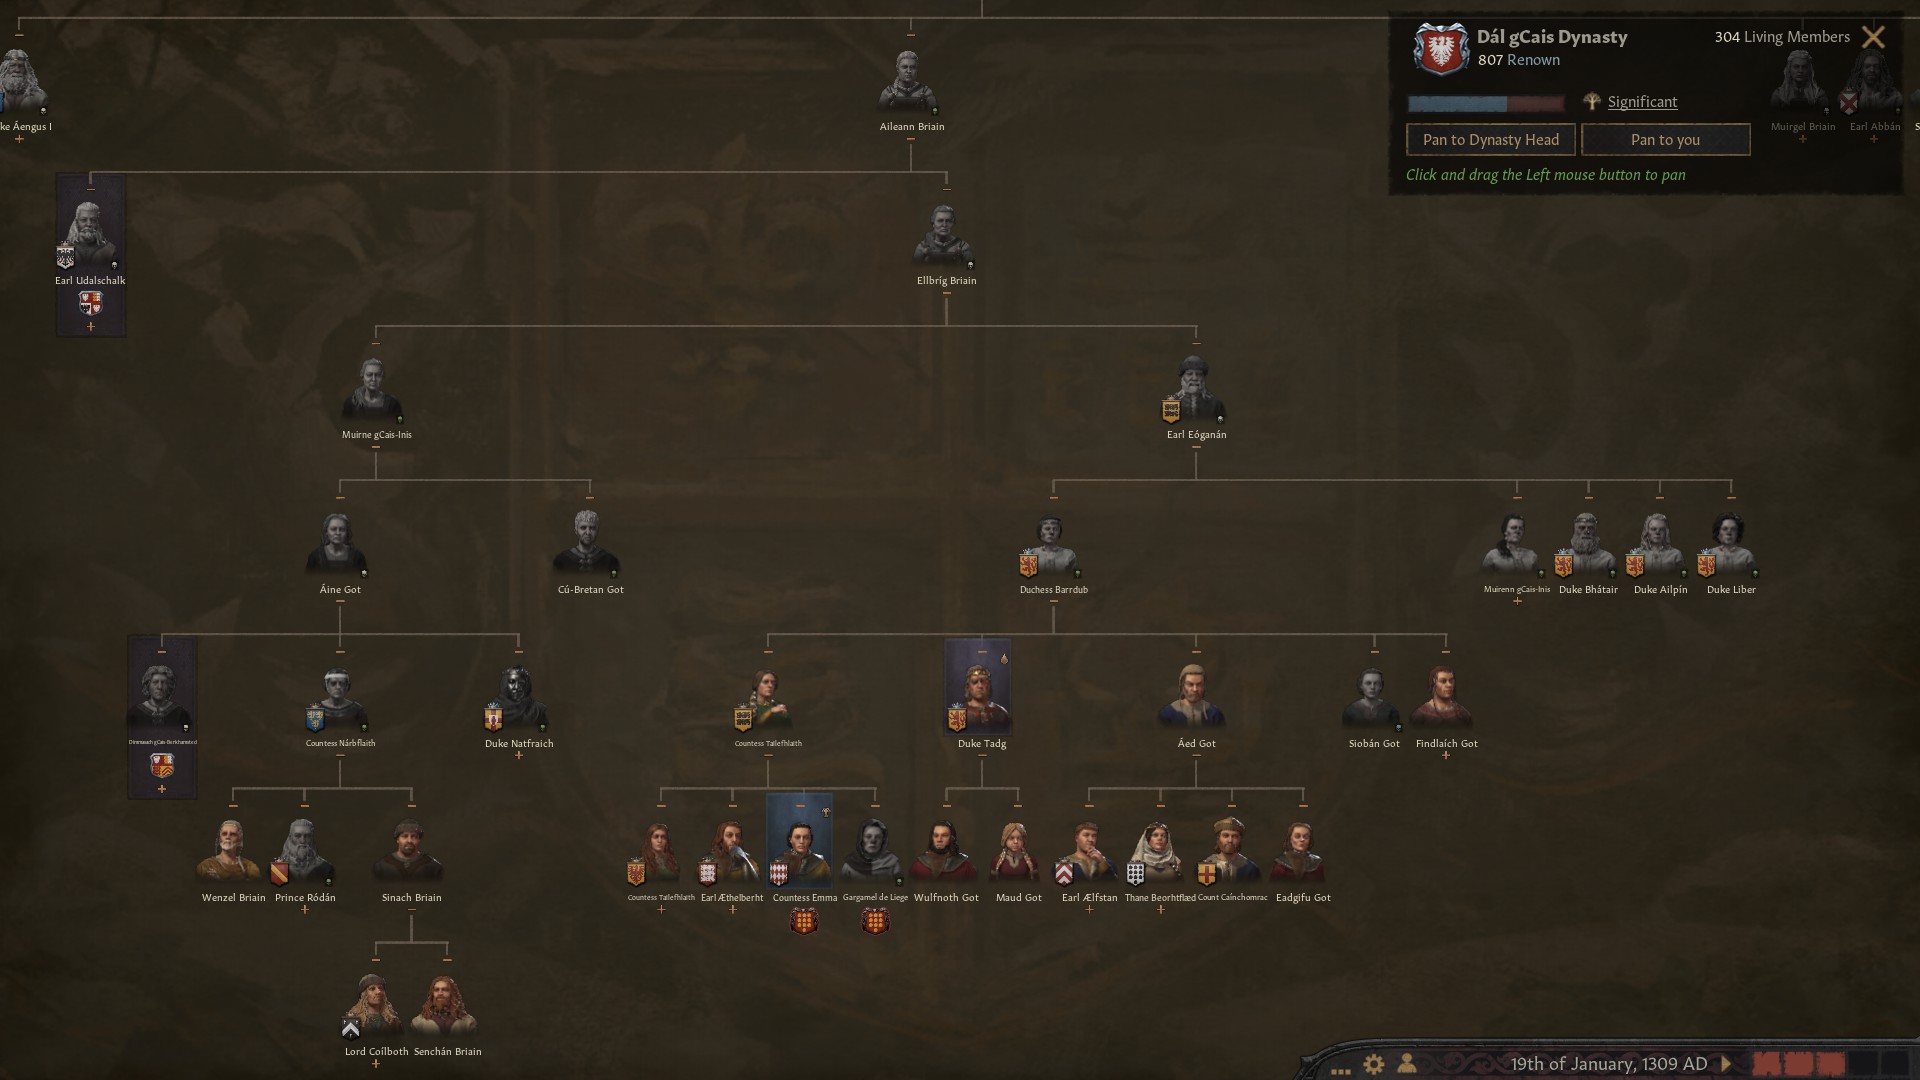 Dál gCais Dynasty
304 Living Members
807 Renown
Significant
Pan to Dynasty Head
Pan to you
Click and drag the Left mouse button to pan
ke Áengus I
Aileann Briain
Muirgel Briain
Earl Abbán
S
Earl Udalschalk
Ellbríg Briain
Muirne gCais-Inis
Earl Eóganán
Áine Got
Cú-Bretan Got
Duchess Barrdub
Muirenn gCais-Inis
Duke Bhátair
Duke Ailpín
Duke Liber
Countess Nárbflaith
Duke Natfraich
Countess Tailefhlaith
Duke Tadg
Áed Got
Siobán Got
Findlaích Got
Wenzel Briain
Prince Ródán
Sinach Briain
Countess Tailefhlaith
Earl Æthelberht
Countess Emma
Gargamel de Liege
Wulfnoth Got
Maud Got
Earl Ælfstan
Thane Beorhtflæd
Count Caínchomrac
Eadgifu Got
Lord Coílboth
Senchán Briain
...
19th of January, 1309 AD